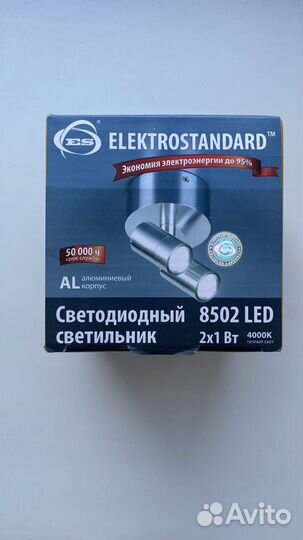 ES
ELEKTROSTANDARD™
Экономия электроэнергии до 95%
50 000 ч
срок службы
AL алюминиевый
корпус
Светодиодный 8502 LED
светильник 2x1 Вт 4000K
теплый свет
Avito